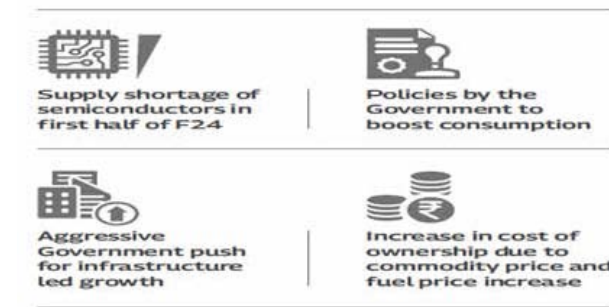 Supply shortage of
semiconductors in
first half of F24
Policies by the
Government to
boost consumption
Aggressive
Government push
for infrastructure
led growth
Increase in cost of
ownership due to
commodity price and
fuel price increase